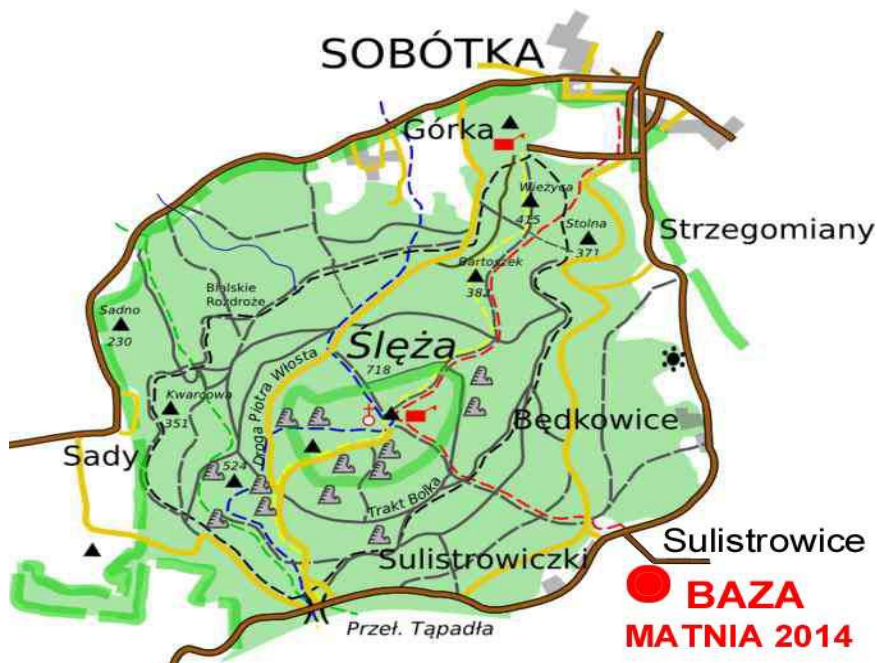 SOBÓTKA
Górka
Wieżyca
415
Stolna
371
Strzegomiany
Bartoszek
382
Bialskie
Rozdroże
Sadno
230
Ślęża
718
Droga Piotra Włosta
Kwarcowa
351
Będkowice
Sady
524
Trakt Bolka
Sulistrowiczki
Sulistrowice
BAZA
MATNIA 2014
Przeł. Tąpadła